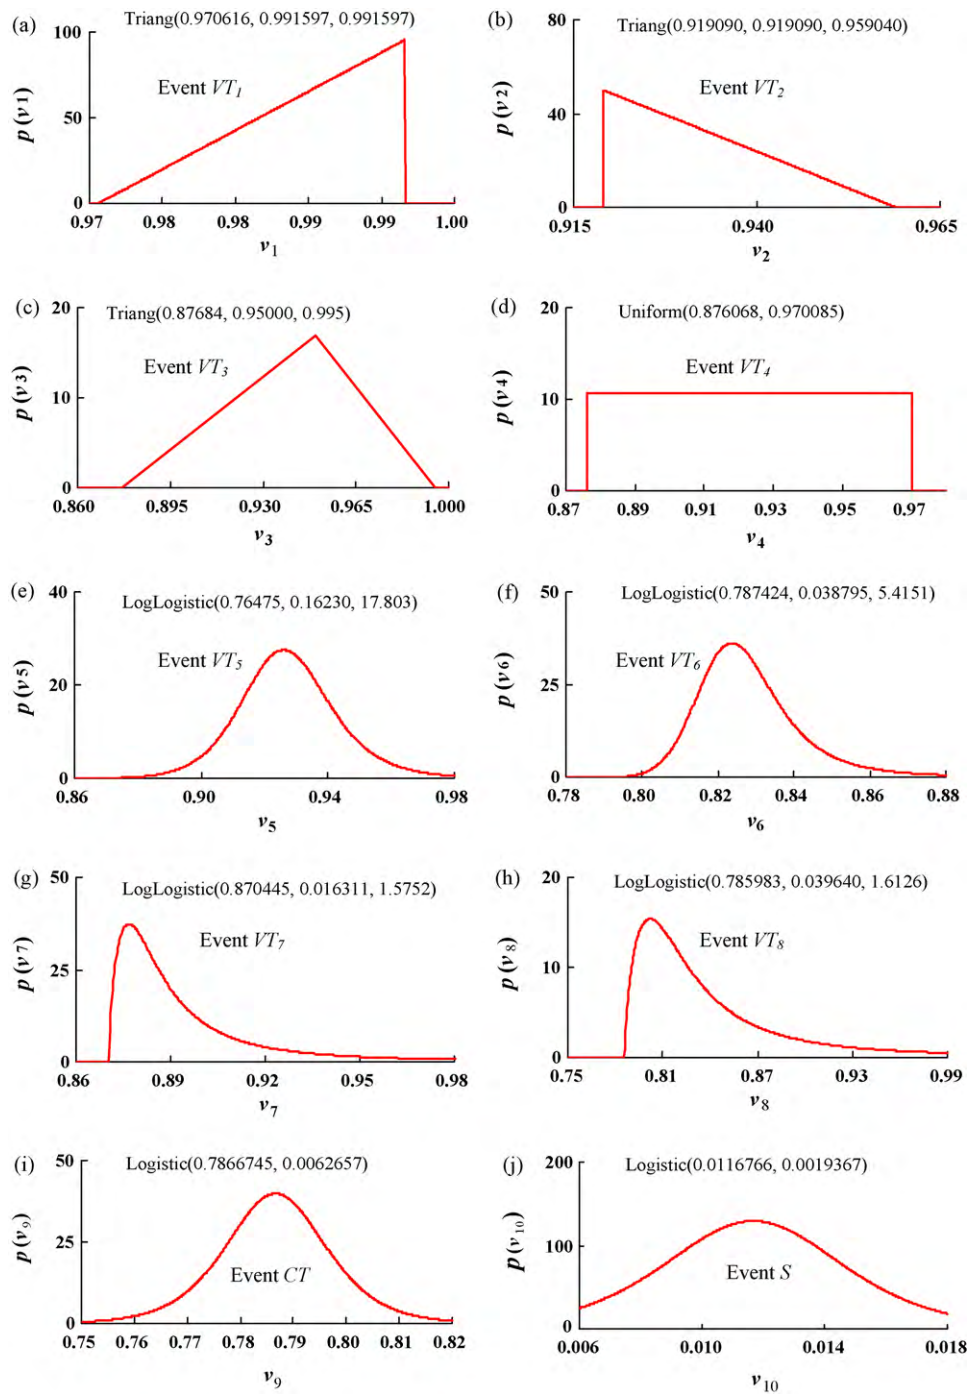 (a)
Triang(0.970616, 0.991597, 0.991597)
Event VT1
p(v1)
100
50
0
0.97 0.98 0.98 0.99 0.99 1.00
v1
(b)
Triang(0.919090, 0.919090, 0.959040)
Event VT2
p(v2)
80
40
0
0.915 0.940 0.965
v2
(c)
Triang(0.87684, 0.95000, 0.995)
Event VT3
p(v3)
20
10
0
0.860 0.895 0.930 0.965 1.000
v3
(d)
Uniform(0.876068, 0.970085)
Event VT4
p(v4)
20
10
0
0.87 0.89 0.91 0.93 0.95 0.97
v4
(e)
LogLogistic(0.76475, 0.16230, 17.803)
Event VT5
p(v5)
40
20
0
0.86 0.90 0.94 0.98
v5
(f)
LogLogistic(0.787424, 0.038795, 5.4151)
Event VT6
p(v6)
50
25
0
0.78 0.80 0.82 0.84 0.86 0.88
v6
(g)
LogLogistic(0.870445, 0.016311, 1.5752)
Event VT7
p(v7)
50
25
0
0.86 0.89 0.92 0.95 0.98
v7
(h)
LogLogistic(0.785983, 0.039640, 1.6126)
Event VT8
p(v8)
20
10
0
0.75 0.81 0.87 0.93 0.99
v8
(i)
Logistic(0.7866745, 0.0062657)
Event CT
p(v9)
50
25
0
0.75 0.76 0.77 0.78 0.79 0.80 0.81 0.82
v9
(j)
Logistic(0.0116766, 0.0019367)
Event S
p(v10)
200
100
0
0.006 0.010 0.014 0.018
v10